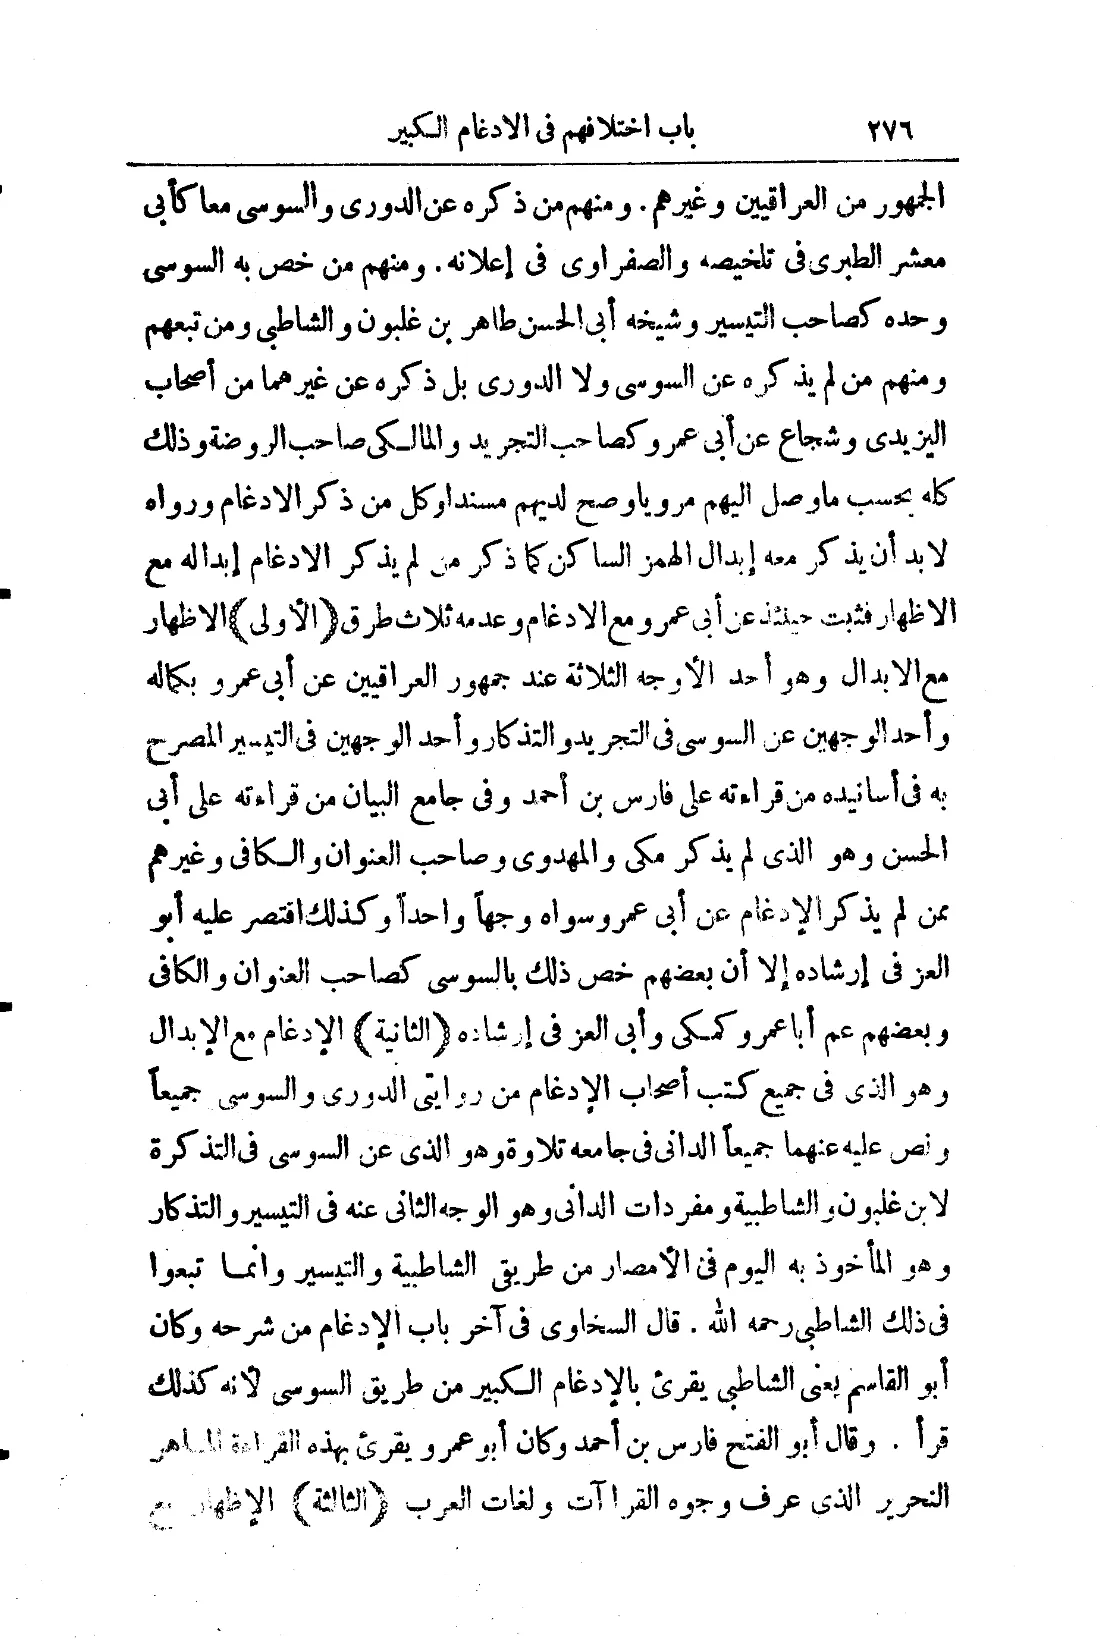 ٢٧٦ باب اختلافهم فى الادغام الكبير
الجمهور من العراقيين وغيرهم . ومنهم من ذكره عن الدورى والسوسى معا كأبى
معشر الطبرى فى تلخيصه والصفراوى فى إعلانه . ومنهم من خص به السوسى
وحده كصاحب التيسير وشيخه أبى الحسن طاهر بن غلبون والشاطبى ومن تبعهم
ومنهم من لم يذكره عن السوسى ولا الدورى بل ذكره عن غيرهما من أصحاب
اليزيدى وشجاع عن أبى عمرو كصاحب التجريد والمالكى صاحب الروضة وذلك
كله بحسب ماوصل اليهم مرويا وصح لديهم مسندا وكل من ذكر الادغام ورواه
لابد أن يذكر معه إبدال الهمز الساكن كما ذكر من لم يذكر الادغام إبداله مع
الاظهار فثبت حينئذ عن أبى عمرو مع الادغام وعدمه ثلاث طرق (الأولى) الاظهار
مع الابدال وهو أحد الأوجه الثلاثة عند جمهور العراقيين عن أبى عمرو بكماله
وأحد الوجهين عن السوسى فى التجريد والتذكار وأحد الوجهين فى التيسير المصرح
به فى أسانيده من قراءته على فارس بن أحمد وفى جامع البيان من قراءته على أبى
الحسن وهو الذى لم يذكر مكى والمهدوى وصاحب العنوان والكافى وغيرهم
ممن لم يذكر الإدغام عن أبى عمرو سواه وجهاً واحداً وكذلك اقتصر عليه أبو
العز فى إرشاده إلا أن بعضهم خص ذلك بالسوسى كصاحب العنوان والكافى
وبعضهم عم أبا عمرو كمكى وأبى العز فى إرشاده (الثانية) الإدغام مع الإبدال
وهو الذى فى جميع كتب أصحاب الإدغام من روايتى الدورى والسوسى جميعاً
ونص عليه عنهما جميعاً الدانى فى جامعه تلاوة وهو الذى عن السوسى فى التذكرة
لابن غلبون والشاطبية ومفردات الدانى وهو الوجه الثانى عنه فى التيسير والتذكار
وهو المأخوذ به اليوم فى الأمصار من طريق الشاطبية والتيسير وانما تبعوا
فى ذلك الشاطبى رحمه الله . قال السخاوى فى آخر باب الإدغام من شرحه وكان
أبو القاسم يعنى الشاطبى يقرئ بالإدغام الكبير من طريق السوسى لأنه كذلك
قرأ . وقال أبو الفتح فارس بن أحمد وكان أبو عمرو يقرئ بهذه القراءة الماهر
النحرير الذى عرف وجوه القراآت ولغات العرب (الثالثة) الإظهار مع